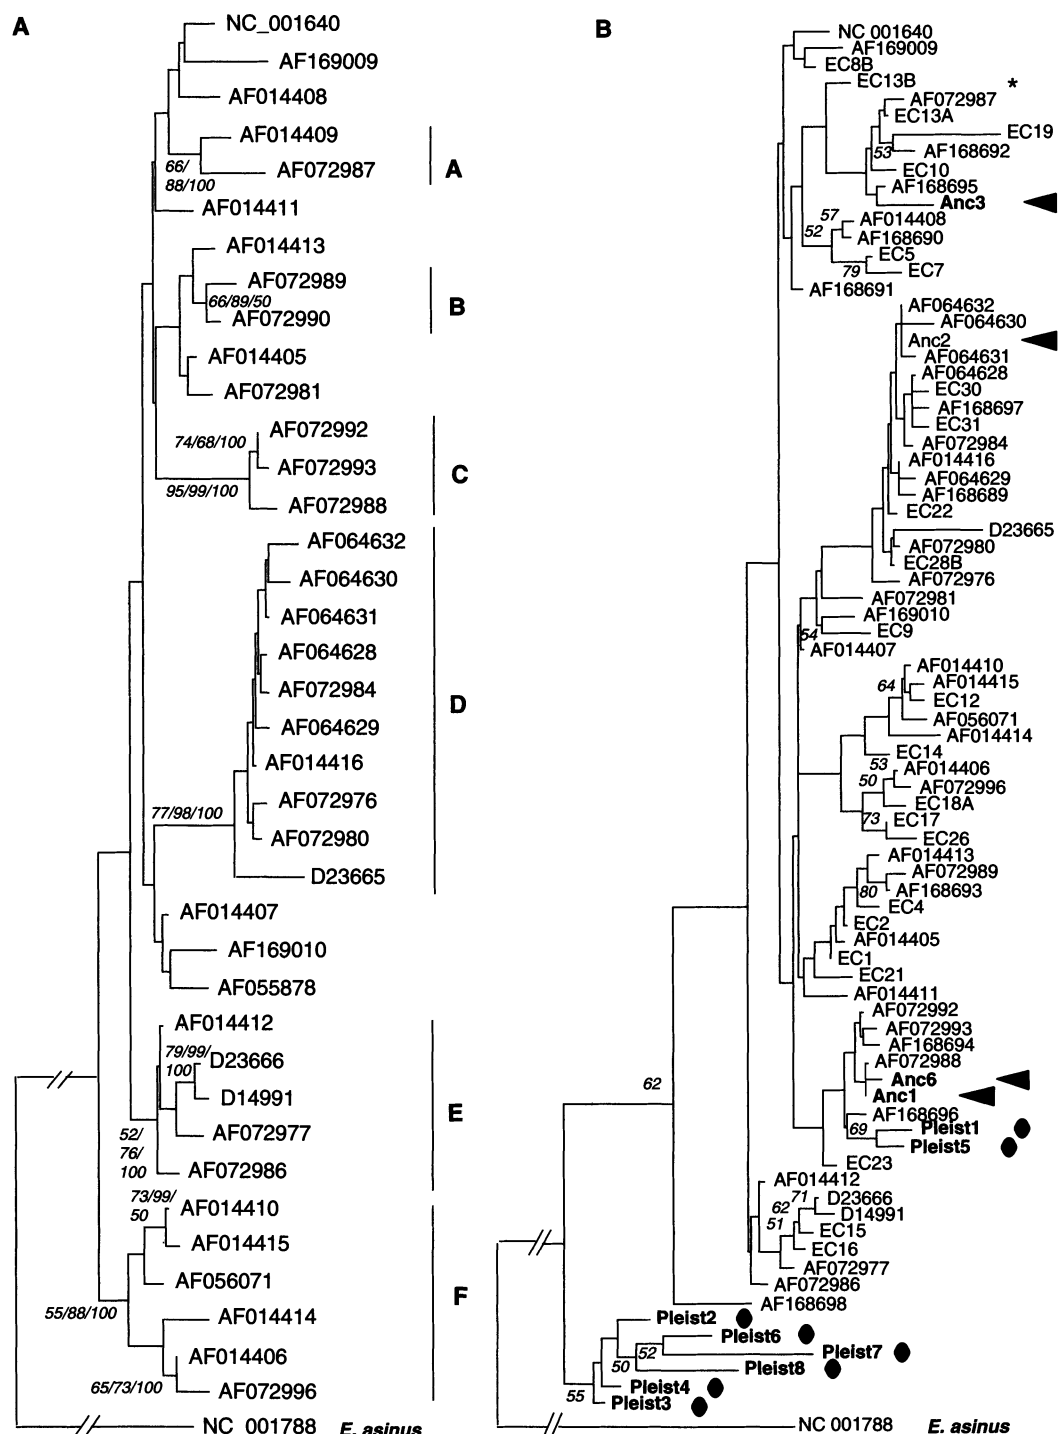 A
NC_001640
AF169009
AF014408
AF014409
AF072987
66/
88/100
A
AF014411
AF014413
AF072989
66/89/50
AF072990
B
AF014405
AF072981
AF072992
74/68/100
AF072993
C
95/99/100
AF072988
AF064632
AF064630
AF064631
AF064628
AF072984
D
AF064629
AF014416
AF072976
77/98/100
AF072980
D23665
AF014407
AF169010
AF055878
AF014412
79/99/
100
D23666
D14991
E
AF072977
52/
76/
100
AF072986
73/99/
50
AF014410
AF014415
AF056071
F
55/88/100
AF014414
AF014406
65/73/100
AF072996
NC 001788
E. asinus
B
NC 001640
AF169009
EC8B
EC13B
*
AF072987
EC13A
EC19
53
AF168692
EC10
AF168695
Anc3
57
AF014408
52
AF168690
EC5
79
EC7
AF168691
AF064632
AF064630
Anc2
AF064631
AF064628
EC30
AF168697
EC31
AF072984
AF014416
AF064629
AF168689
EC22
D23665
AF072980
EC28B
AF072976
AF072981
AF169010
54
EC9
AF014407
AF014410
64
AF014415
EC12
AF056071
AF014414
EC14
53
AF014406
50
AF072996
EC18A
73
EC17
EC26
AF014413
AF072989
80
AF168693
EC4
EC2
AF014405
EC1
EC21
AF014411
AF072992
AF072993
AF168694
AF072988
62
Anc6
Anc1
AF168696
69
Pleist1
Pleist5
EC23
AF014412
71
D23666
62
D14991
51
EC15
EC16
AF072977
AF072986
AF168698
Pleist2
Pleist6
52
Pleist7
50
Pleist8
Pleist4
55
Pleist3
NC 001788
E. asinus